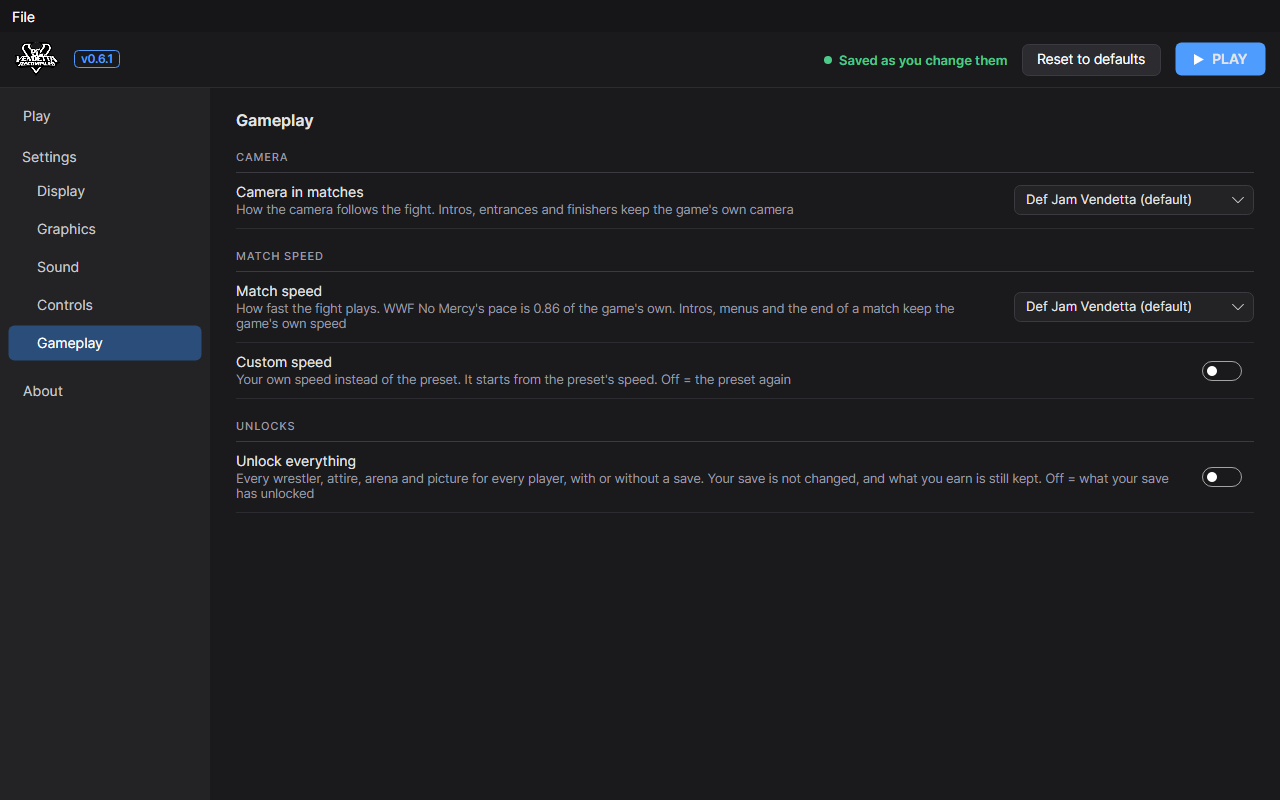 File
VENDETTA
v0.6.1
Saved as you change them
Reset to defaults
PLAY
Play
Settings
Display
Graphics
Sound
Controls
Gameplay
About
Gameplay
CAMERA
Camera in matches
How the camera follows the fight. Intros, entrances and finishers keep the game's own camera
Def Jam Vendetta (default)
MATCH SPEED
Match speed
How fast the fight plays. WWF No Mercy's pace is 0.86 of the game's own. Intros, menus and the end of a match keep the
game's own speed
Def Jam Vendetta (default)
Custom speed
Your own speed instead of the preset. It starts from the preset's speed. Off = the preset again
UNLOCKS
Unlock everything
Every wrestler, attire, arena and picture for every player, with or without a save. Your save is not changed, and what you earn is still kept. Off = what your save
has unlocked